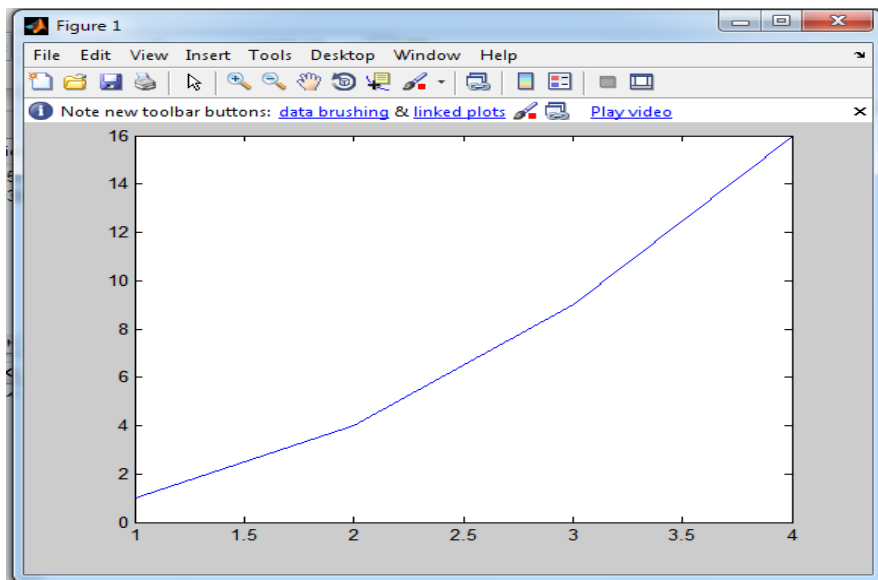 Figure 1
File Edit View Insert Tools Desktop Window Help
Note new toolbar buttons: data brushing & linked plots Play video
16
14
12
10
8
6
4
2
0
1 1.5 2 2.5 3 3.5 4